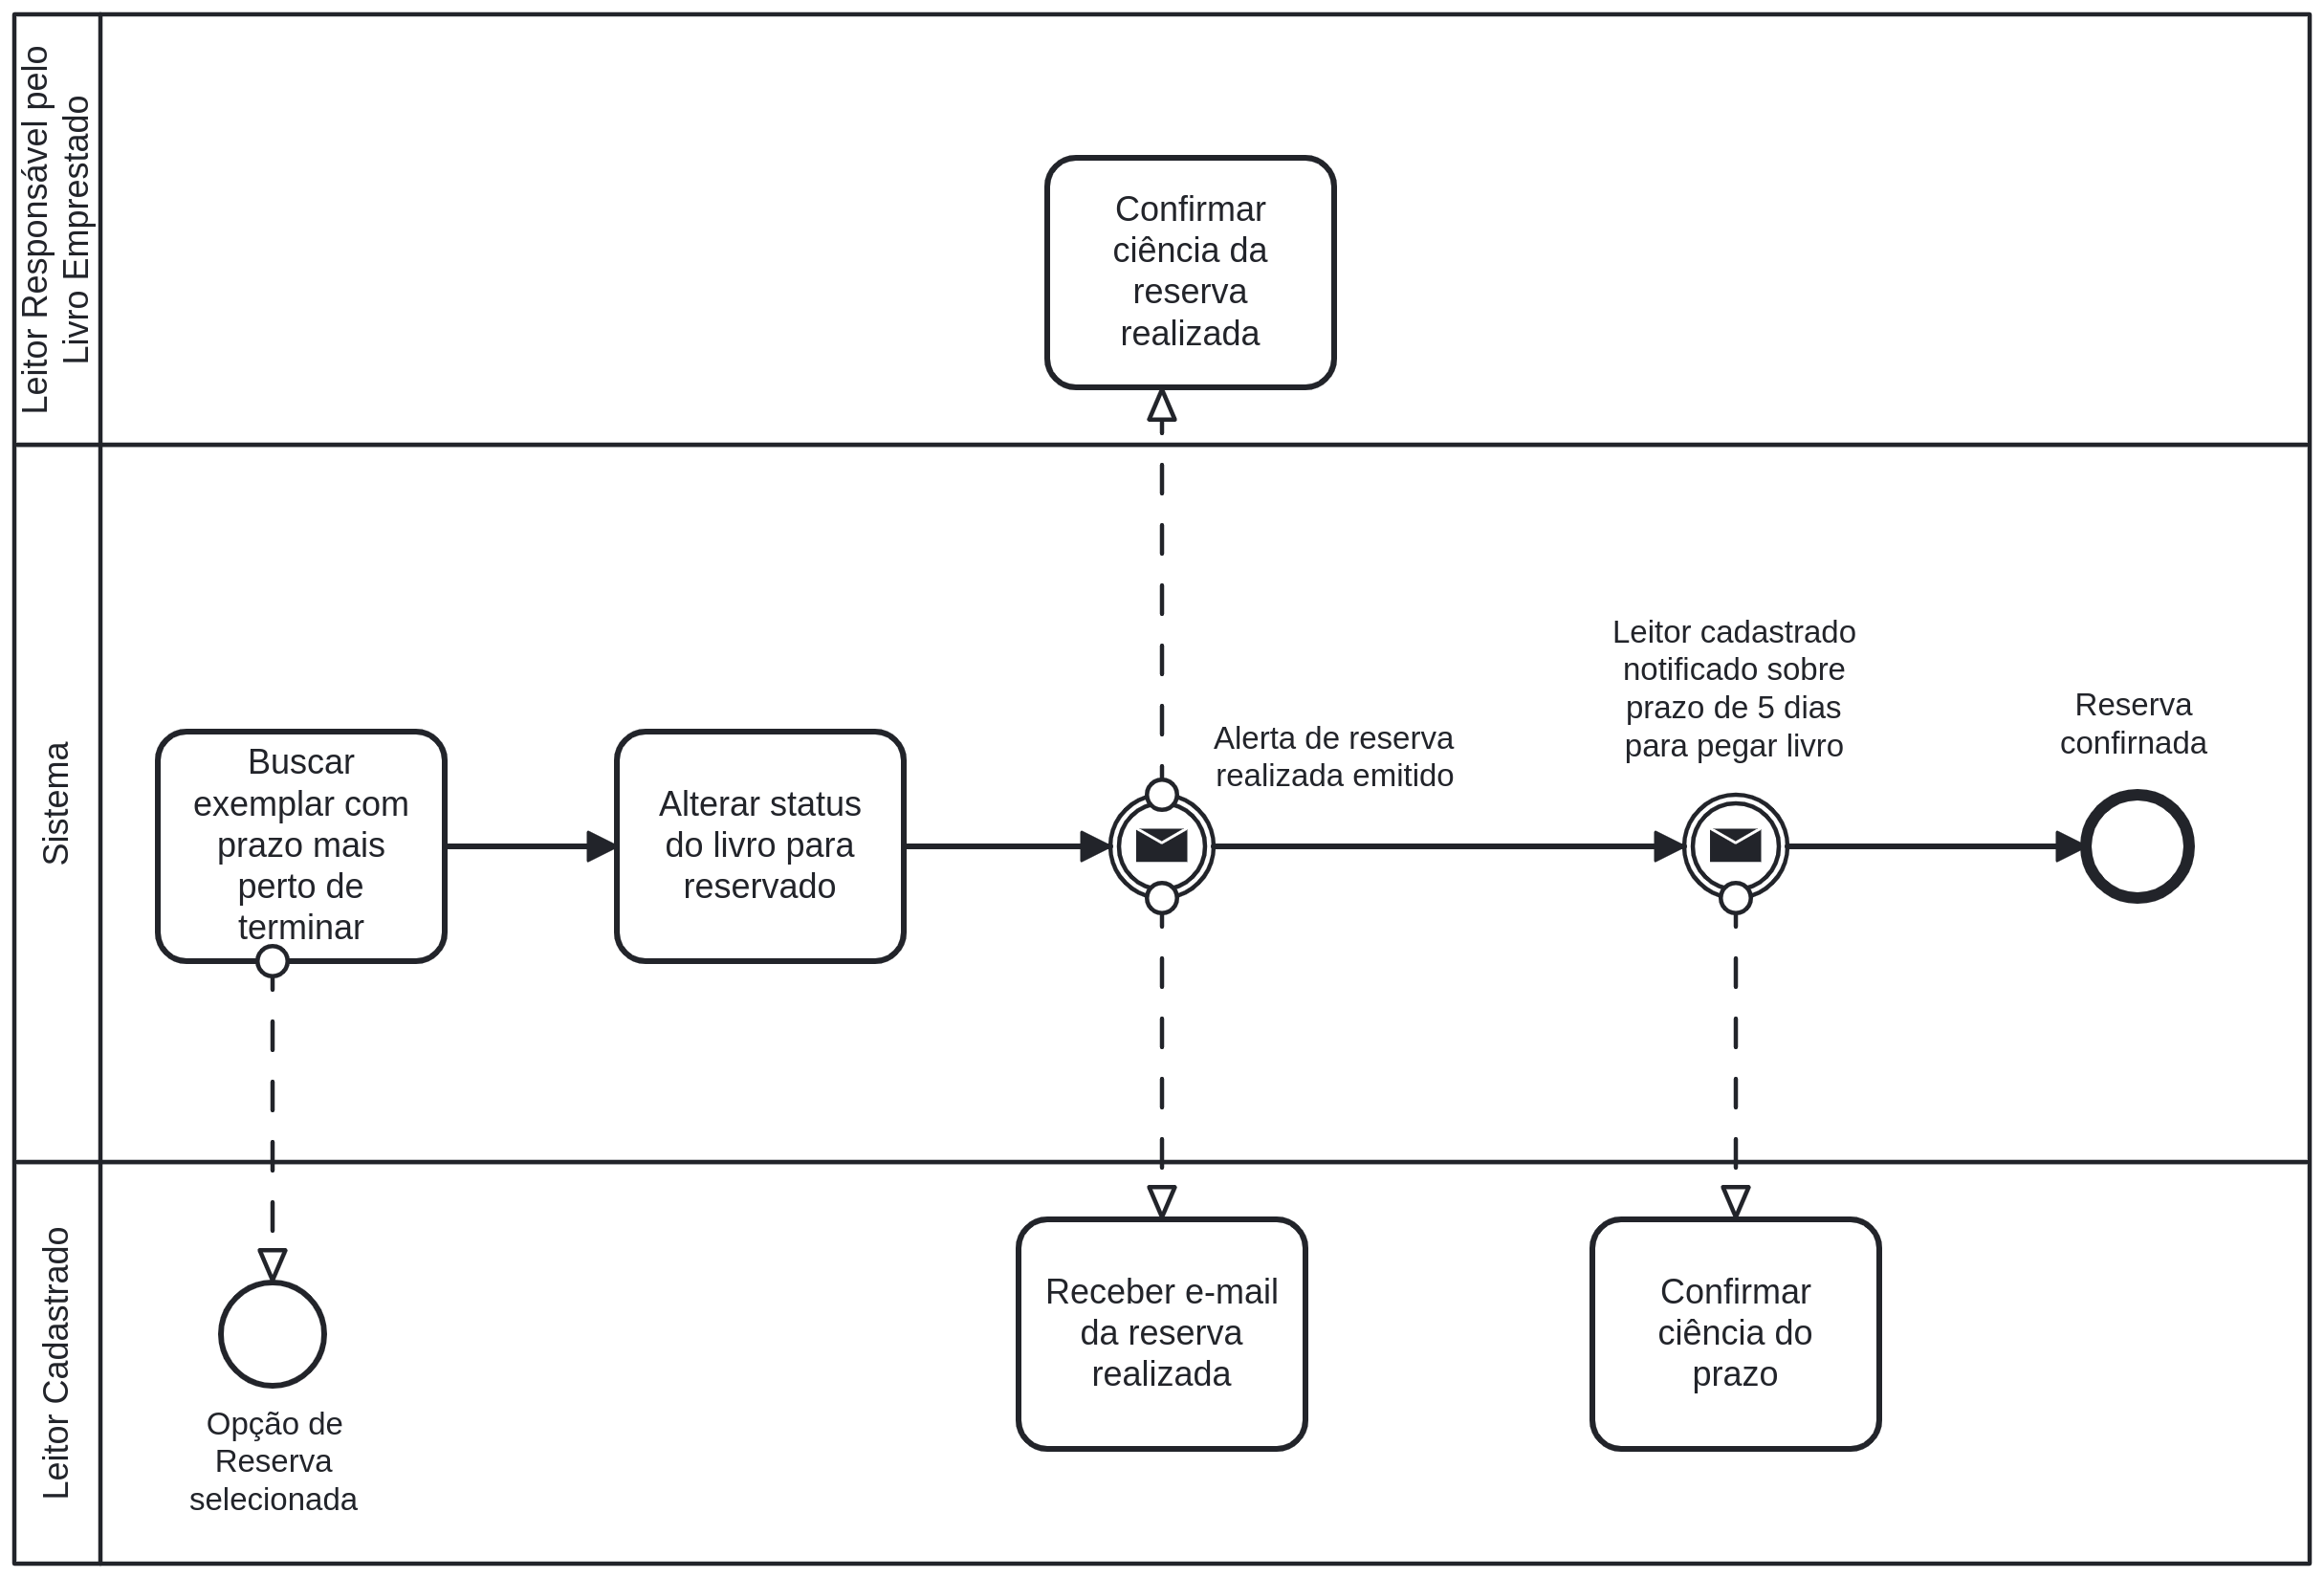 Leitor Responsável pelo
Livro Emprestado
Confirmar
ciência da
reserva
realizada
Sistema
Buscar
exemplar com
prazo mais
perto de
terminar
Alterar status
do livro para
reservado
Alerta de reserva
realizada emitido
Leitor cadastrado
notificado sobre
prazo de 5 dias
para pegar livro
Reserva
confirnada
Leitor Cadastrado
Opção de
Reserva
selecionada
Receber e-mail
da reserva
realizada
Confirmar
ciência do
prazo